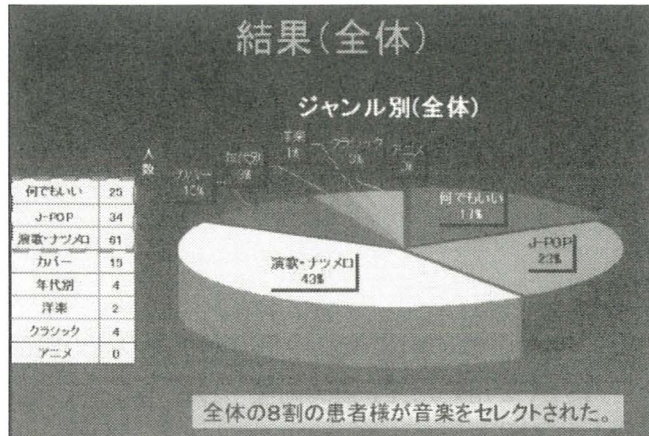 結果(全体)
ジャンル別(全体)
人数
何でもいい 25
J-POP 34
演歌・ナツメロ 61
カバー
年代別 4
洋楽 2
クラシック 4
アニメ 0
カバー
10%
年代別
3%
洋楽
1%
クラシック
3%
アニメ
何でもいい
17%
J-POP
23%
演歌・ナツメロ
43%
全体の8割の患者様が音楽をセレクトされた。